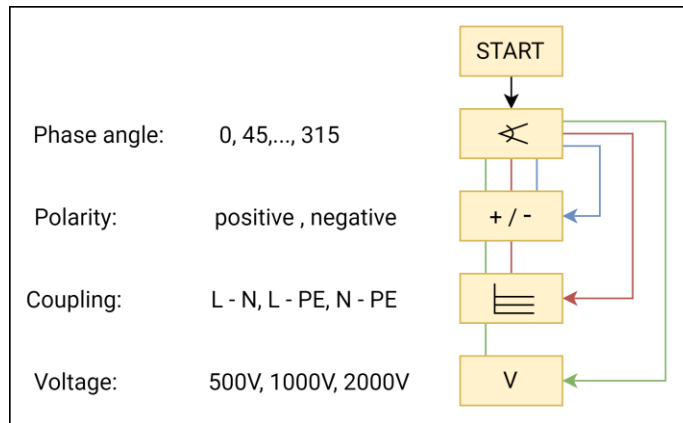 START
Phase angle: 0, 45,..., 315
Polarity: positive , negative + / -
Coupling: L - N, L - PE, N - PE
Voltage: 500V, 1000V, 2000V V